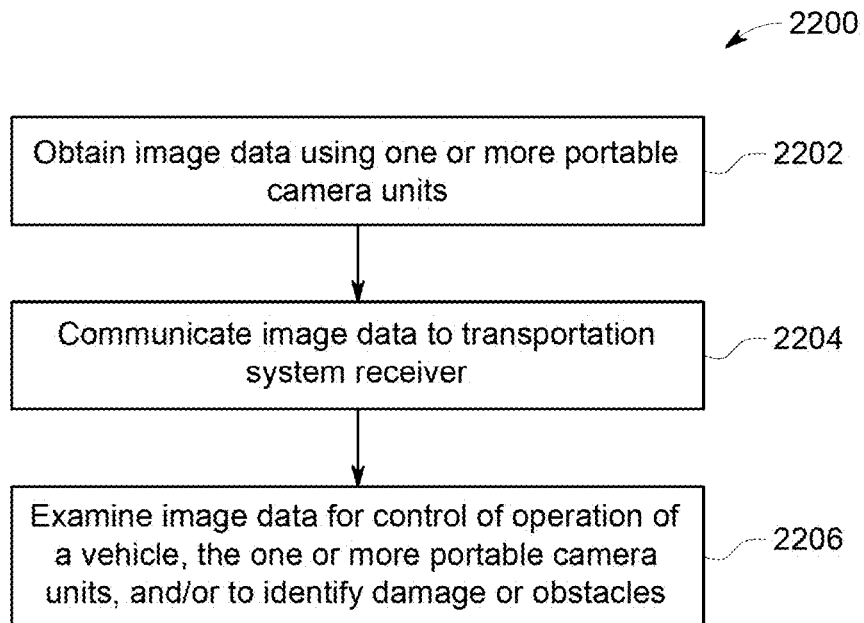 2200
Obtain image data using one or more portable
camera units
2202
Communicate image data to transportation
system receiver
2204
Examine image data for control of operation of
a vehicle, the one or more portable camera
units, and/or to identify damage or obstacles
2206